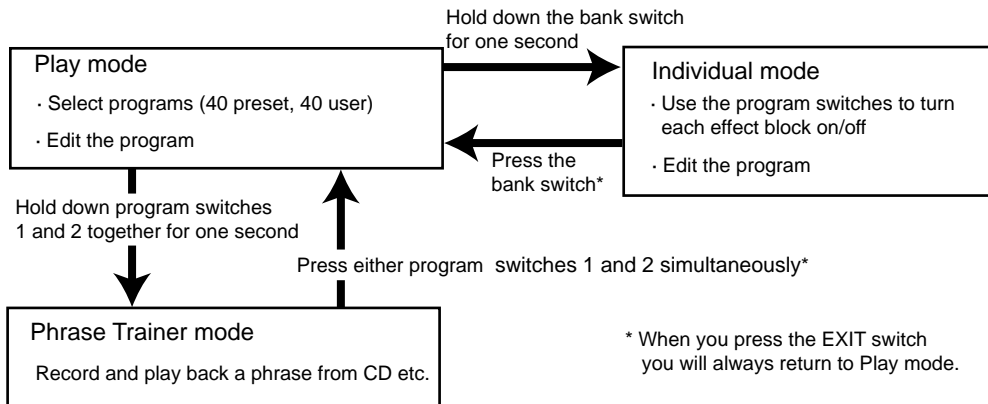 Hold down the bank switch
for one second
Play mode
· Select programs (40 preset, 40 user)
· Edit the program
Individual mode
· Use the program switches to turn
each effect block on/off
· Edit the program
Press the
bank switch*
Hold down program switches
1 and 2 together for one second
Press either program switches 1 and 2 simultaneously*
Phrase Trainer mode
Record and play back a phrase from CD etc.
* When you press the EXIT switch
you will always return to Play mode.